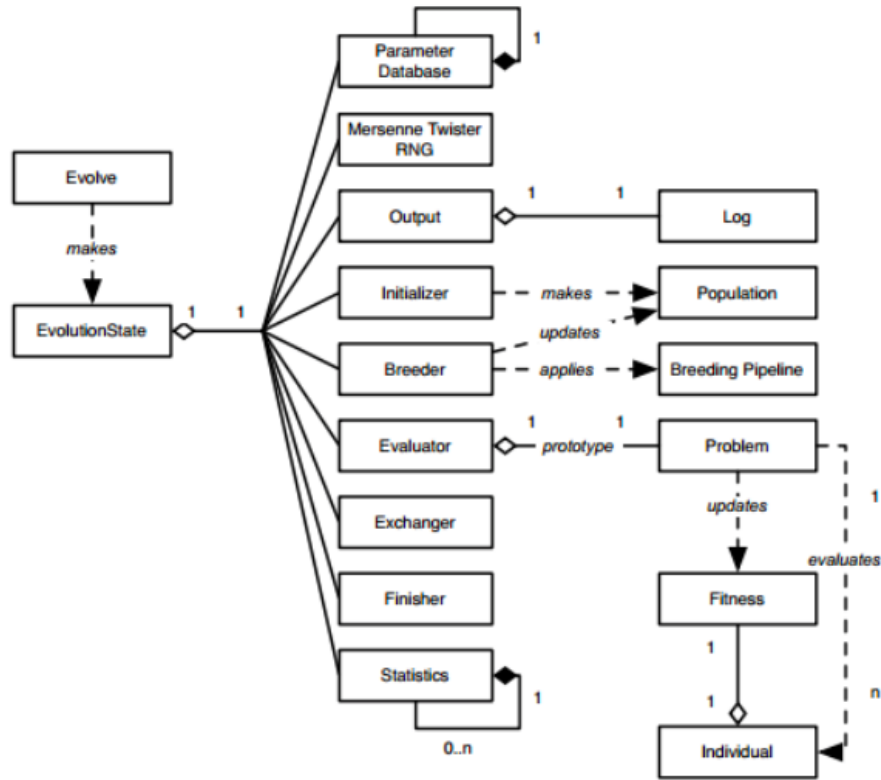 Parameter
Database
1
Mersenne Twister
RNG
Evolve
Output
1
1
Log
makes
Initializer
makes
Population
EvolutionState
1
1
updates
Breeder
applies
Breeding Pipeline
1
1
Evaluator
prototype
Problem
updates
1
Exchanger
evaluates
Finisher
Fitness
1
Statistics
1
1
n
0..n
Individual